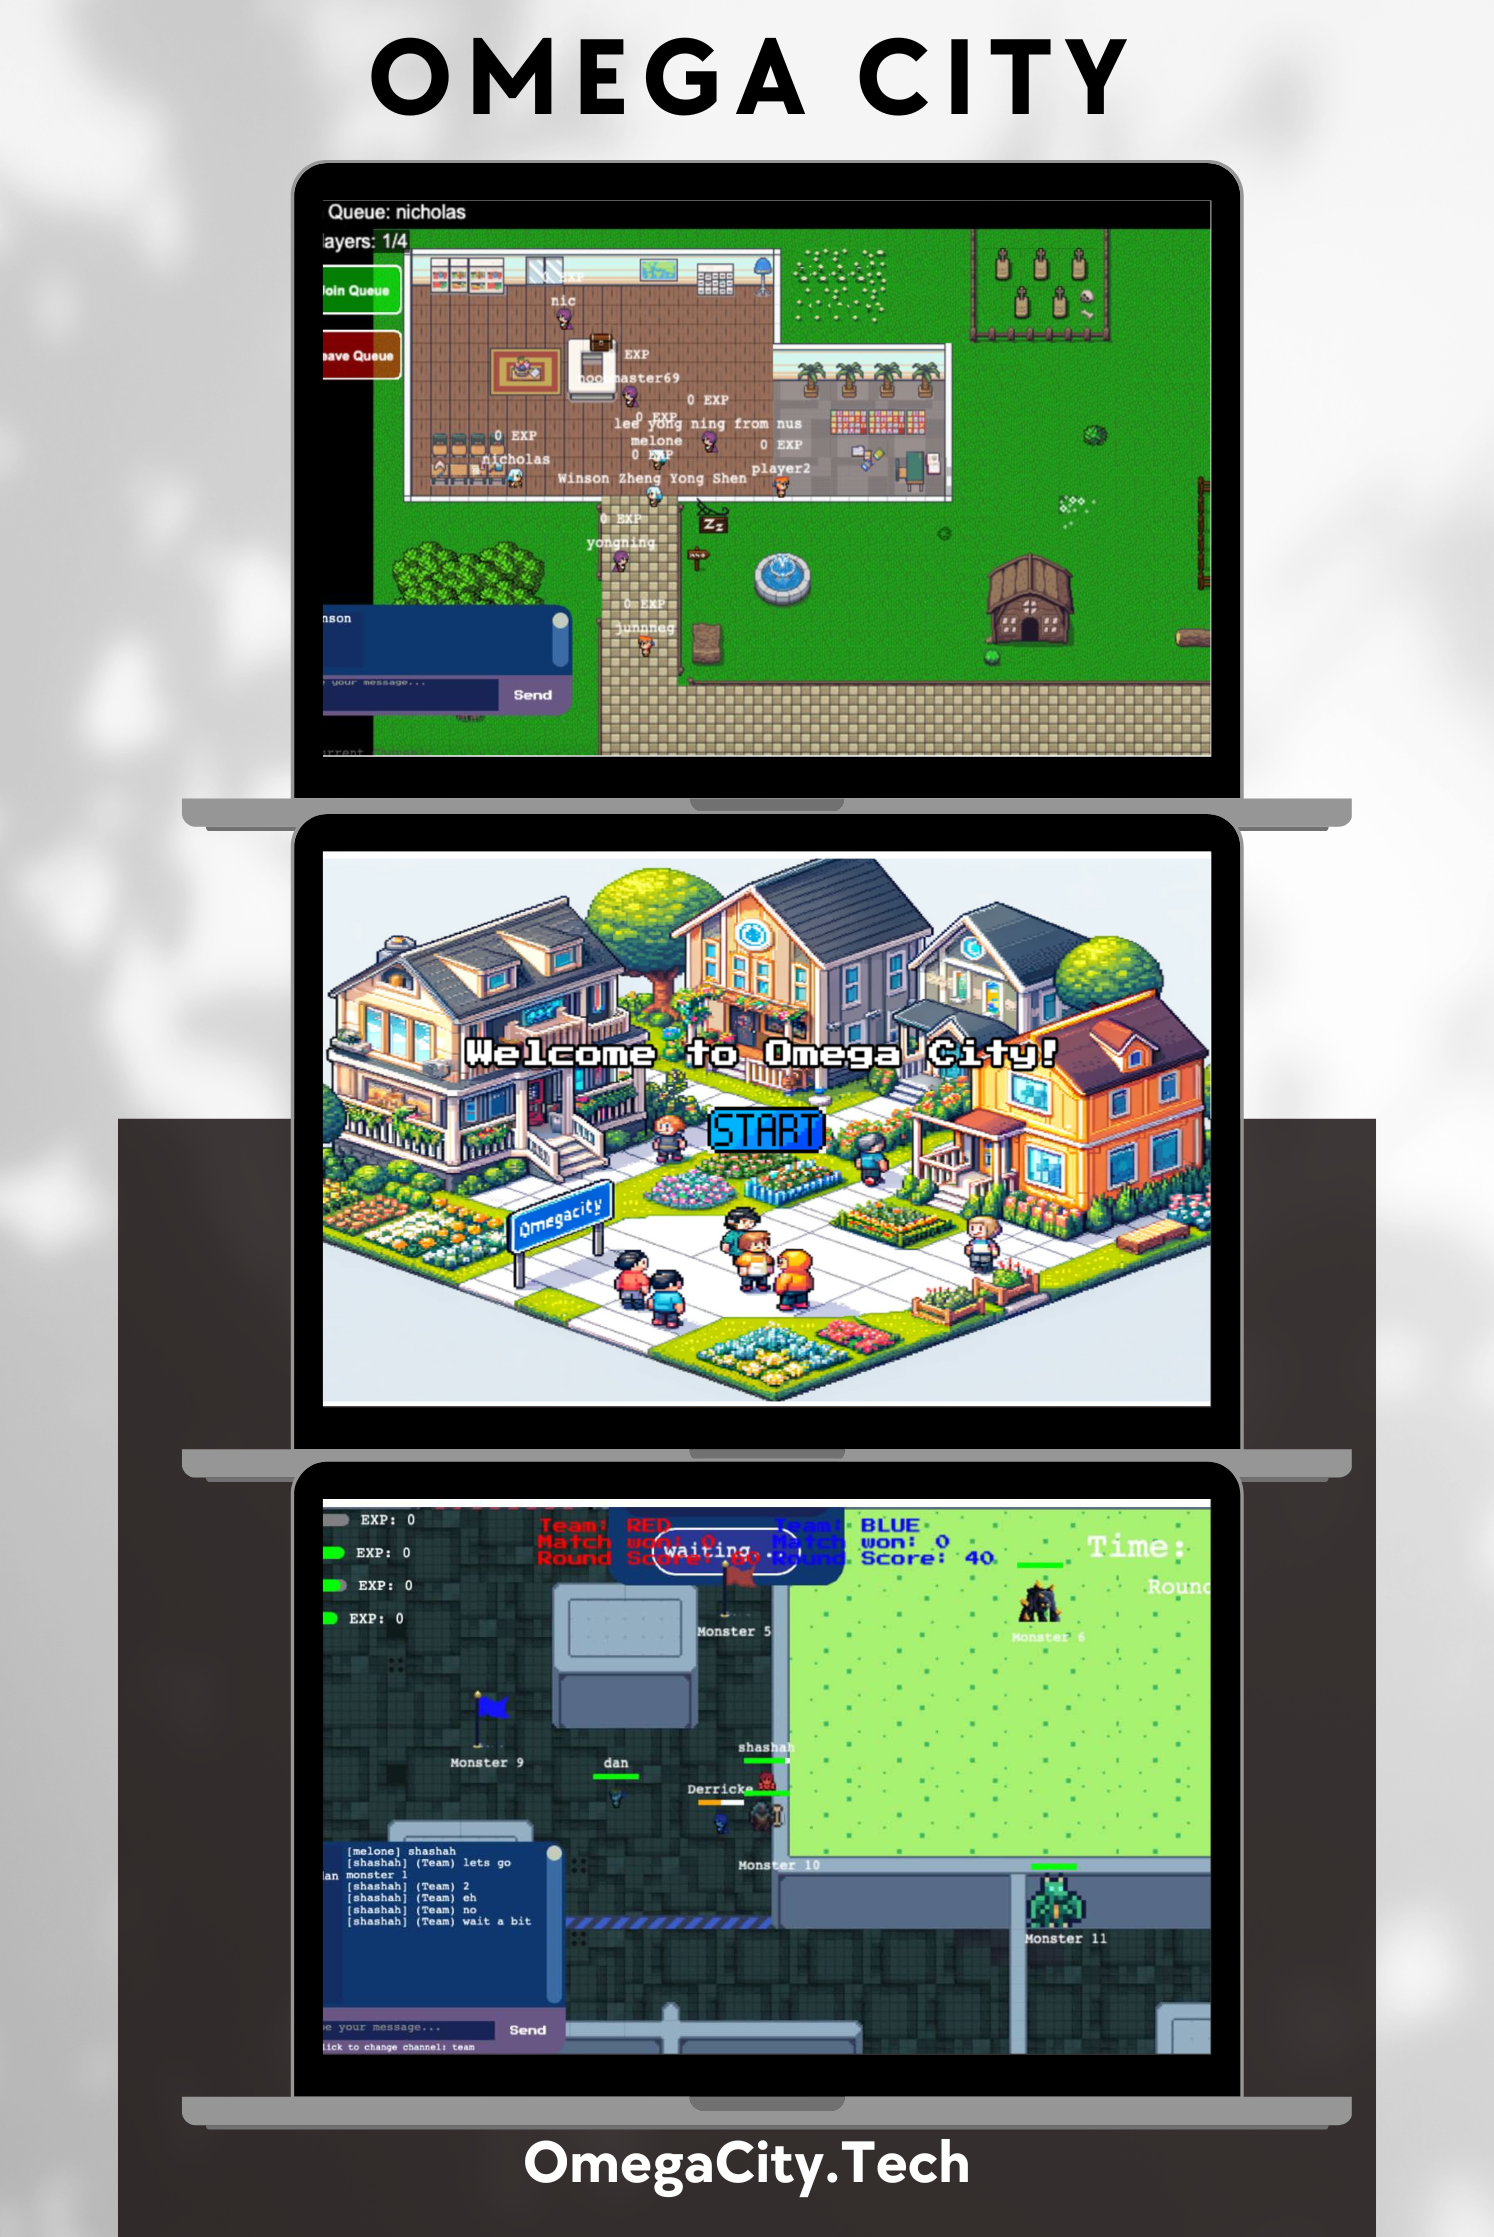 OMEGA CITY
Queue: nicholas
layers: 1/4
Join Queue
eave Queue
0 EXP
nic
EXP
master69
0 EXP
0 EXP
lee yong ning from nus
melone
0 EXP
0 EXP
player2
0 EXP
nicholas
Winson Zheng Yong Shen
Zz
0 EXP
yongning
0 EXP
junnneg
nson
your message...
Send
Welcome to Omega City!
START
Omegacity
EXP: 0
EXP: 0
EXP: 0
EXP: 0
Team: RED
Match won: 0
Round Score: 60
waiting...
Team: BLUE
Match won: 0
Round Score: 40
Time:
Round
Monster 5
Monster 6
Monster 9
dan
shashah
Derricke
Monster 10
Monster 11
[melone] shashah
[shashah] (Team) lets go
monster 1
[shashah] (Team) 2
[shashah] (Team) eh
[shashah] (Team) no
[shashah] (Team) wait a bit
an
e your message...
Send
lick to change channel: team
OmegaCity.Tech